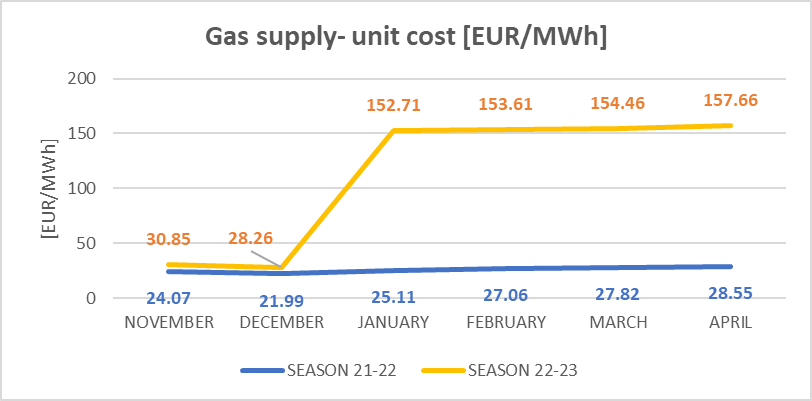 Gas supply- unit cost [EUR/MWh]
[EUR/MWh]
200
150
100
50
0
152.71 153.61 154.46 157.66
30.85 28.26
24.07 21.99 25.11 27.06 27.82 28.55
NOVEMBER DECEMBER JANUARY FEBRUARY MARCH APRIL
SEASON 21-22 SEASON 22-23